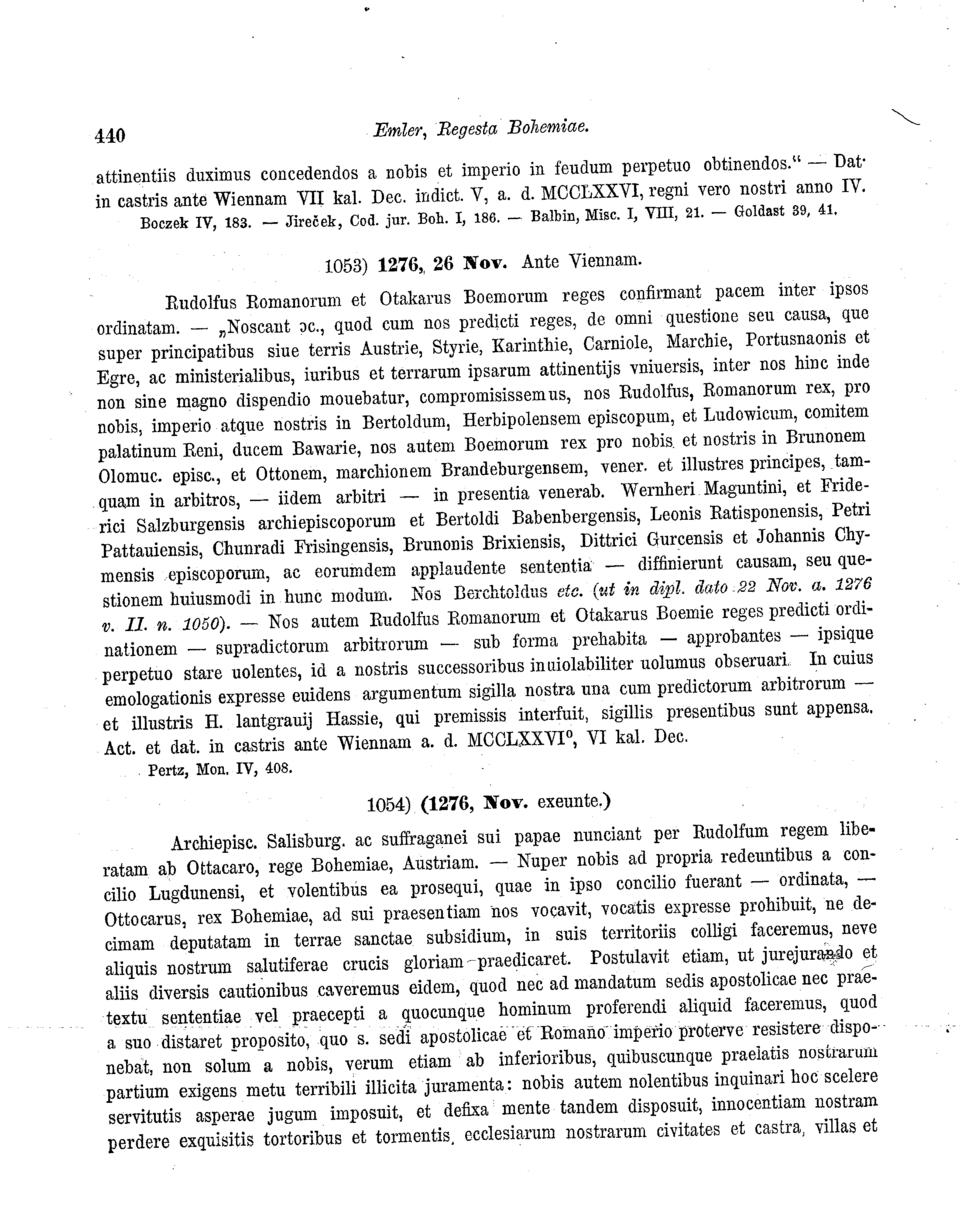 440
Emler, Regesta Bohemiae.
attinentiis duximus concedendos a nobis et imperio in feudum perpetuo obtinendos.“ — Dat·
in castris ante Wiennam VII kal. Dec. indict. V, a. d. MCCLXXVI, regni vero nostri anno IV.
Boczek IV, 183. — Jireček, Cod. jur. Boh. I, 186. — Balbin, Misc. I, VIII, 21. — Goldast 39, 41.
1053) 1276, 26 Nov. Ante Viennam.
Rudolfus Romanorum et Otakarus Boemorum reges confirmant pacem inter ipsos
ordinatam. — „Noscant ɔc., quod cum nos predicti reges, de omni questione seu causa, que
super principatibus siue terris Austrie, Styrie, Karinthie, Carniole, Marchie, Portusnaonis et
Egre, ac ministerialibus, iuribus et terrarum ipsarum attinentijs vniuersis, inter nos hinc inde
non sine magno dispendio mouebatur, compromisissemus, nos Rudolfus, Romanorum rex, pro
nobis, imperio atque nostris in Bertoldum, Herbipolensem episcopum, et Ludowicum, comitem
palatinum Reni, ducem Bawarie, nos autem Boemorum rex pro nobis et nostris in Brunonem
Olomuc. episc., et Ottonem, marchionem Brandeburgensem, vener. et illustres principes, tam-
quam in arbitros, — iidem arbitri — in presentia venerab. Wernheri Maguntini, et Fride-
rici Salzburgensis archiepiscoporum et Bertoldi Babenbergensis, Leonis Ratisponensis, Petri
Pattauiensis, Chunradi Frisingensis, Brunonis Brixiensis, Dittrici Gurcensis et Johannis Chy-
mensis episcoporum, ac eorumdem applaudente sententia — diffinierunt causam, seu que-
stionem huiusmodi in hunc modum. Nos Berchtoldus etc. (ut in dipl. dato 22 Nov. a. 1276
v. II. n. 1050). — Nos autem Rudolfus Romanorum et Otakarus Boemie reges predicti ordi-
nationem — supradictorum arbitrorum — sub forma prehabita — approbantes — ipsique
perpetuo stare uolentes, id a nostris successoribus inuiolabiliter uolumus obseruari. In cuius
emologationis expresse euidens argumentum sigilla nostra una cum predictorum arbitrorum —
et illustris H. lantgrauij Hassie, qui premissis interfuit, sigillis presentibus sunt appensa.
Act. et dat. in castris ante Wiennam a. d. MCCLXXVI⁰, VI kal. Dec.
Pertz, Mon. IV, 408.
1054) (1276, Nov. exeunte.)
Archiepisc. Salisburg. ac suffraganei sui papae nunciant per Rudolfum regem libe-
ratam ab Ottacaro, rege Bohemiae, Austriam. — Nuper nobis ad propria redeuntibus a con-
cilio Lugdunensi, et volentibus ea prosequi, quae in ipso concilio fuerant — ordinata, —
Ottocarus, rex Bohemiae, ad sui praesentiam nos vocavit, vocatis expresse prohibuit, ne de-
cimam deputatam in terrae sanctae subsidium, in suis territoriis colligi faceremus, neve
aliquis nostrum salutiferae crucis gloriam praedicaret. Postulavit etiam, ut jurejurando et
aliis diversis cautionibus caveremus eidem, quod nec ad mandatum sedis apostolicae nec prae-
textu sententiae vel praecepti a quocunque hominum proferendi aliquid faceremus, quod
a suo distaret proposito, quo s. sedi apostolicae et Romano imperio proterve resistere dispo-
nebat, non solum a nobis, verum etiam ab inferioribus, quibuscunque praelatis nostrarum
partium exigens metu terribili illicita juramenta: nobis autem nolentibus inquinari hoc scelere
servitutis asperae jugum imposuit, et defixa mente tandem disposuit, innocentiam nostram
perdere exquisitis tortoribus et tormentis, ecclesiarum nostrarum civitates et castra, villas et